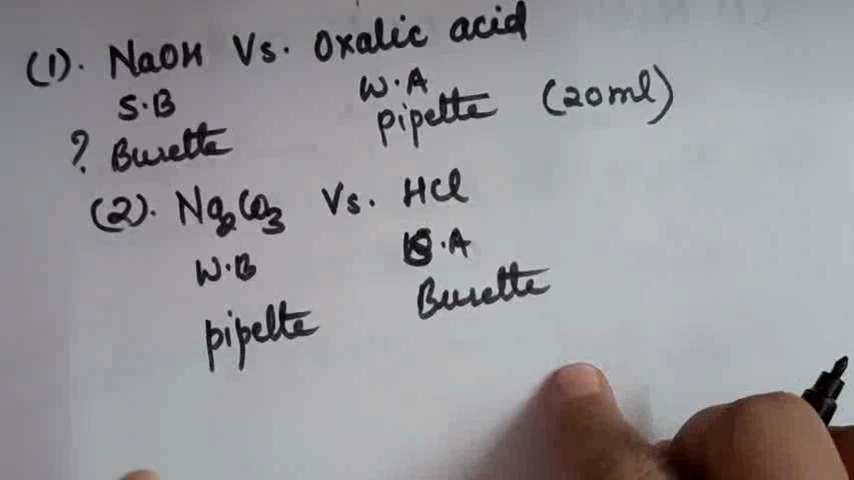 (1). NaOH Vs. Oxalic acid
S.B W.A
? Burette pipette (20ml)
(2). Na2CO3 Vs. HCl
W.B S.A
pipette Burette